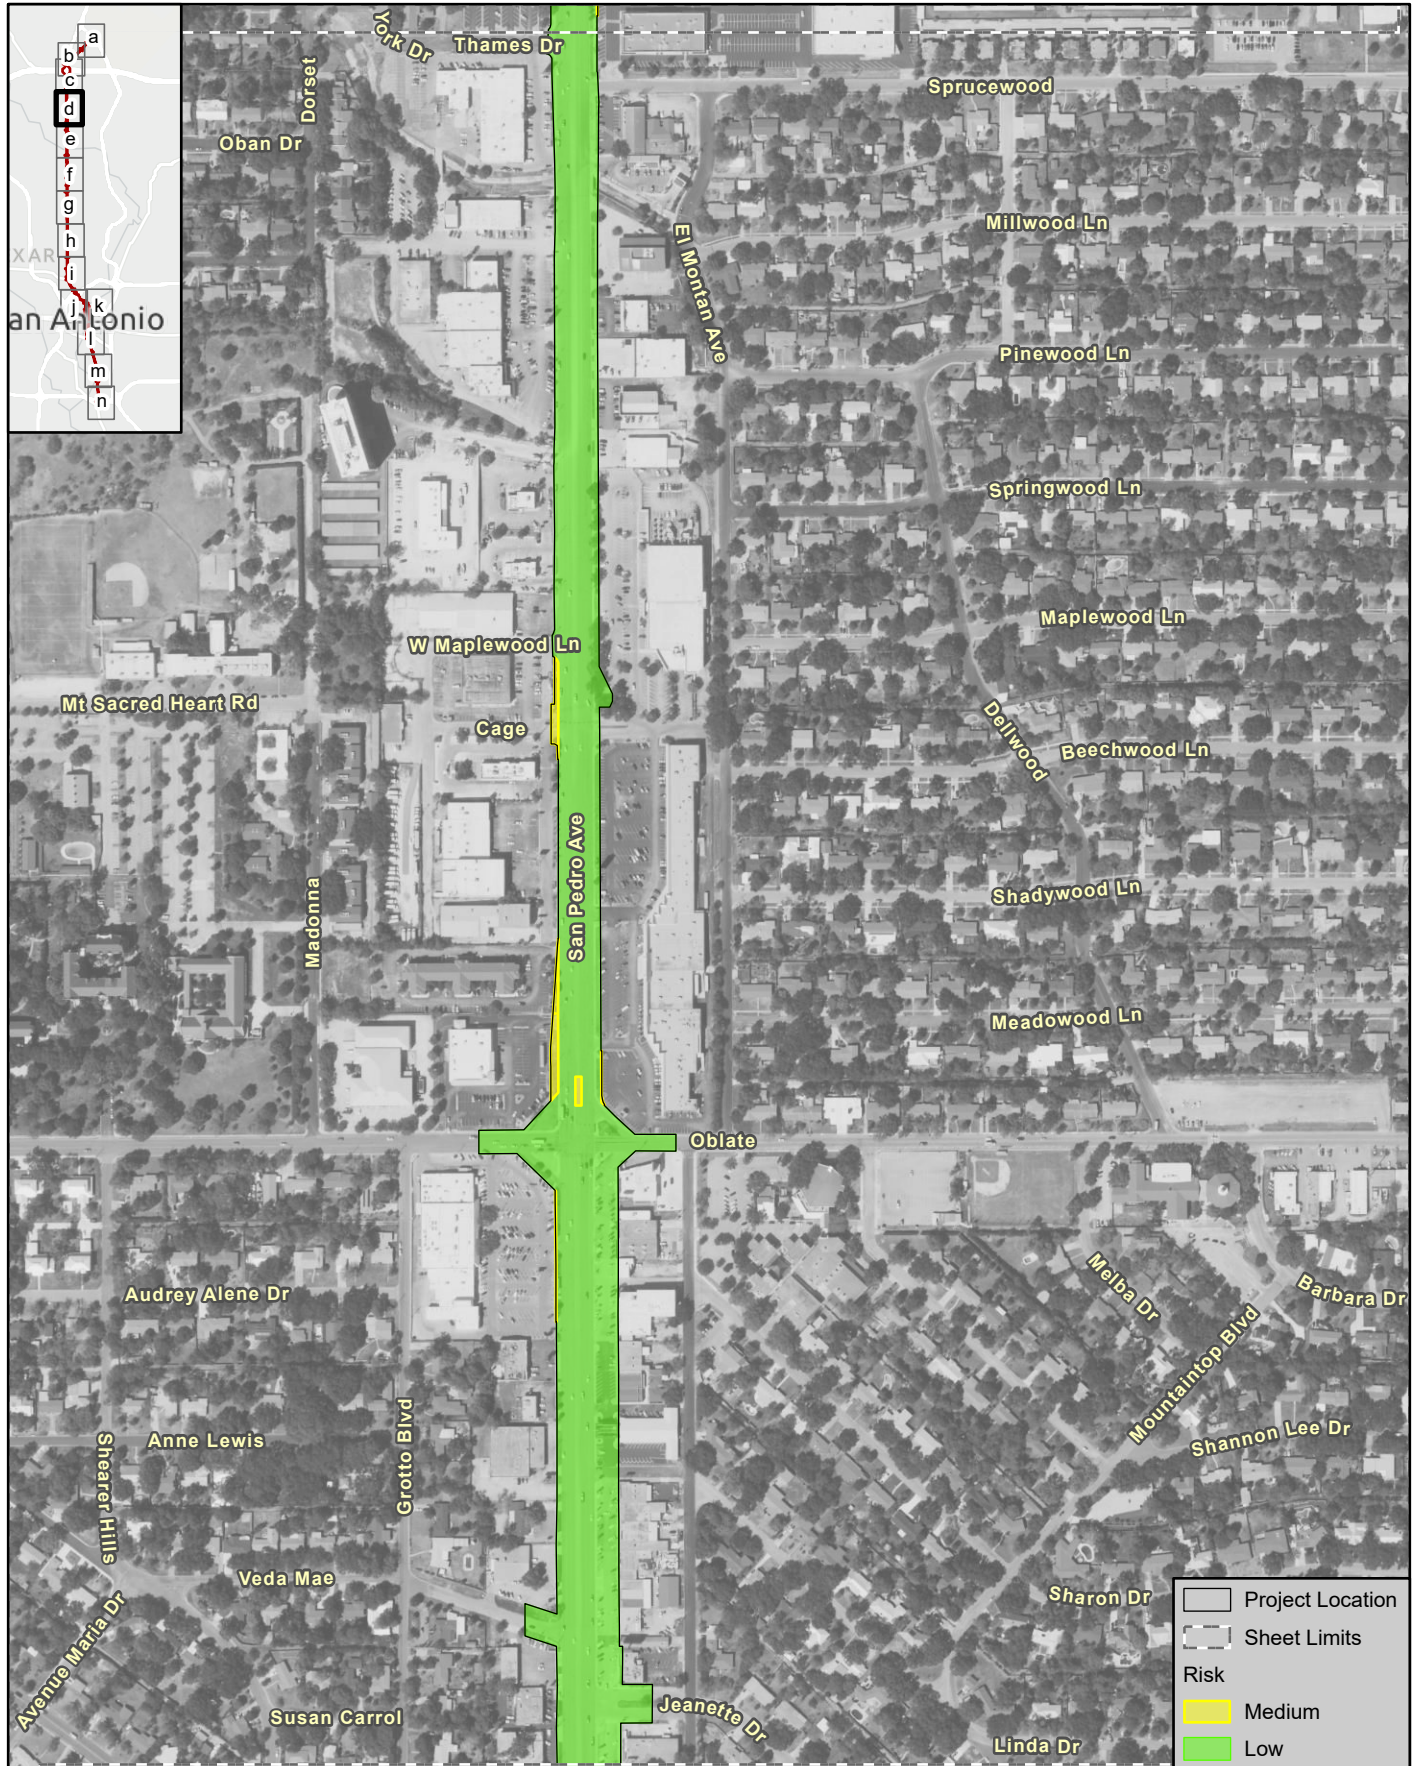 a
b
c
d
e
f
g
h
XAR
i
j
k
an Antonio
l
m
n
York Dr
Thames Dr
Dorset
Sprucewood
Oban Dr
Millwood Ln
El Montan Ave
Pinewood Ln
Springwood Ln
Maplewood Ln
W Maplewood Ln
Mt Sacred Heart Rd
Cage
Dellwood
Beechwood Ln
San Pedro Ave
Shadywood Ln
Madonna
Meadowood Ln
Oblate
Audrey Alene Dr
Melba Dr
Barbara Dr
Mountaintop Blvd
Anne Lewis
Shearer Hills
Grotto Blvd
Shannon Lee Dr
Veda Mae
Sharon Dr
Avenue Maria Dr
Susan Carrol
Jeanette Dr
Linda Dr
Project Location
Sheet Limits
Risk
Medium
Low